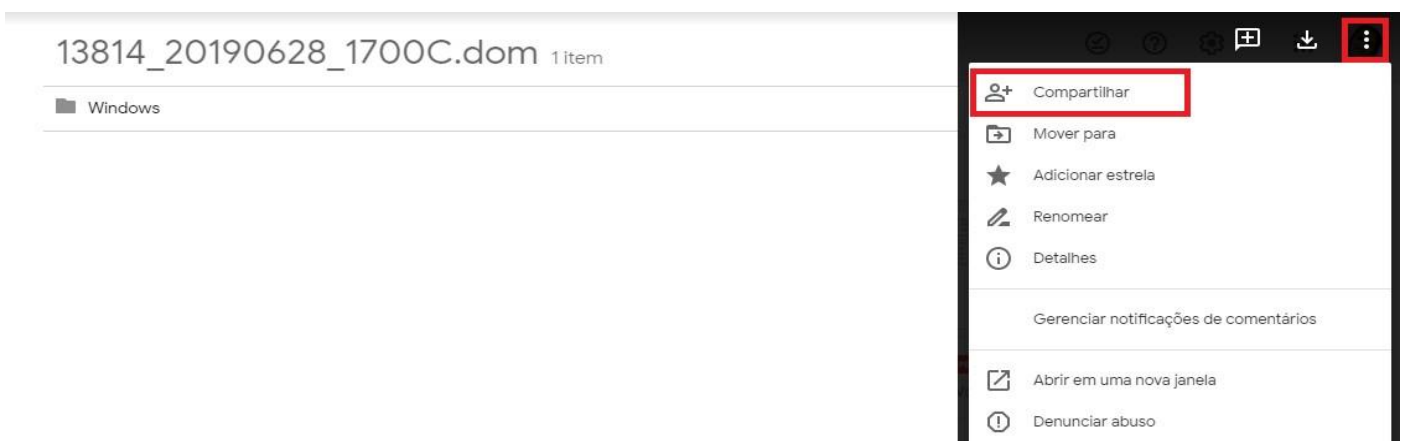 13814_20190628_1700C.dom 1 item
Windows
Compartilhar
Mover para
Adicionar estrela
Renomear
Detalhes
Gerenciar notificações de comentários
Abrir em uma nova janela
Denunciar abuso